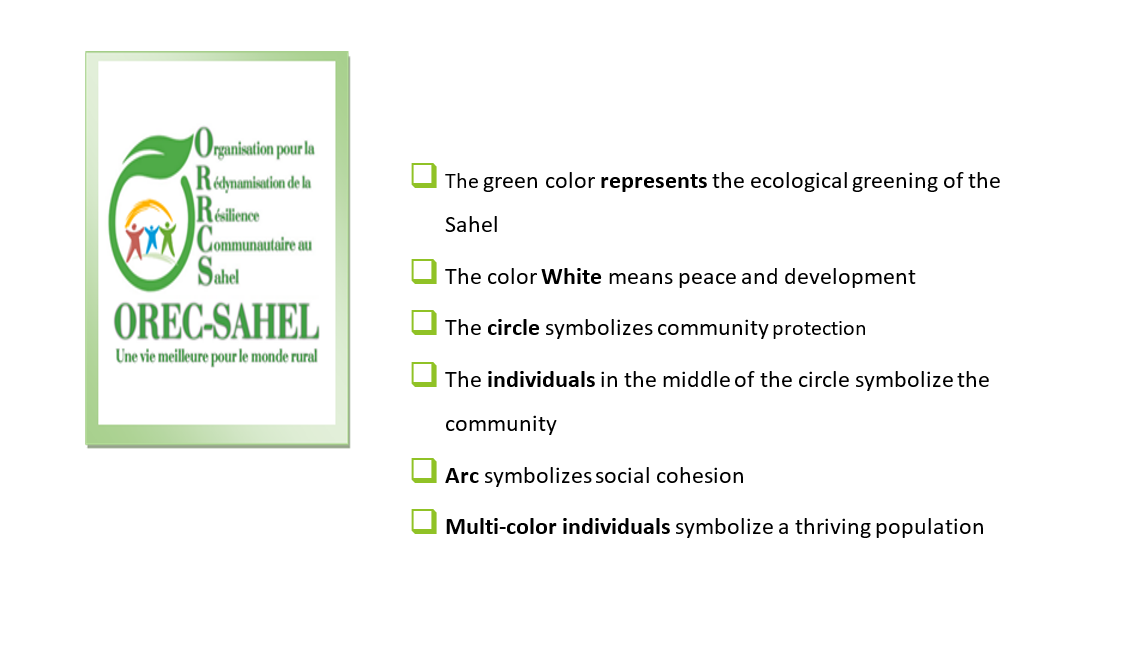 Organisation pour la
Rédynamisation de la
Résilience
Communautaire au
Sahel
OREC-SAHEL
Une vie meilleure pour le monde rural
The green color represents the ecological greening of the
Sahel
The color White means peace and development
The circle symbolizes community protection
The individuals in the middle of the circle symbolize the
community
Arc symbolizes social cohesion
Multi-color individuals symbolize a thriving population